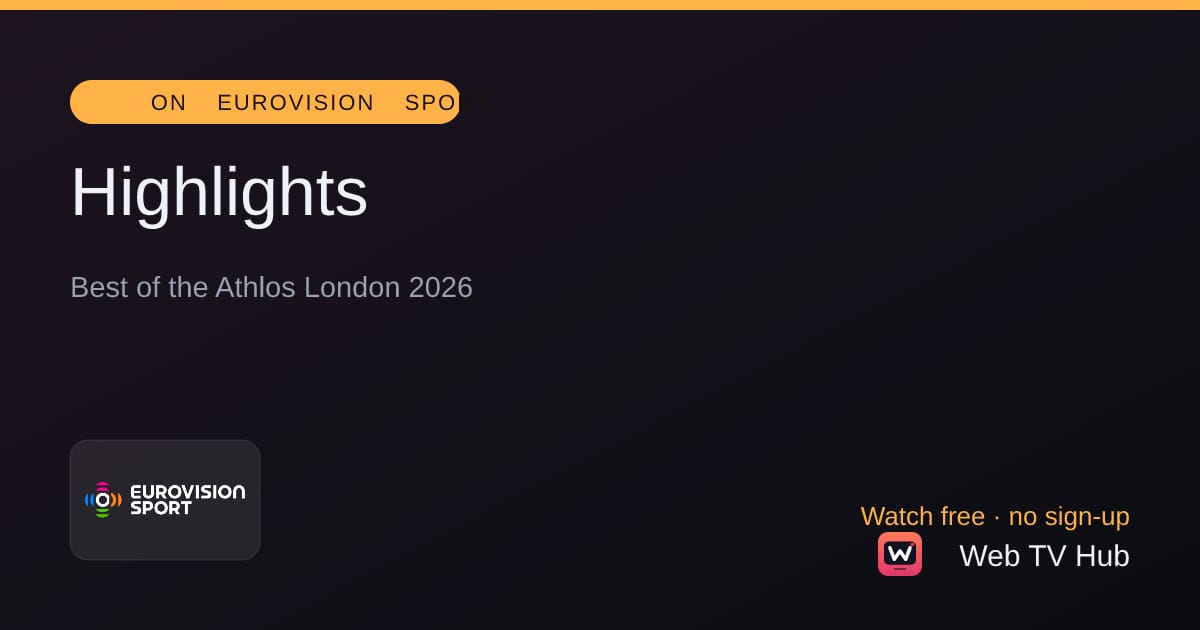 ON EUROVISION SPORT
Highlights
Best of the Athlos London 2026
EUROVISION
SPORT
Watch free · no sign-up
W
Web TV Hub